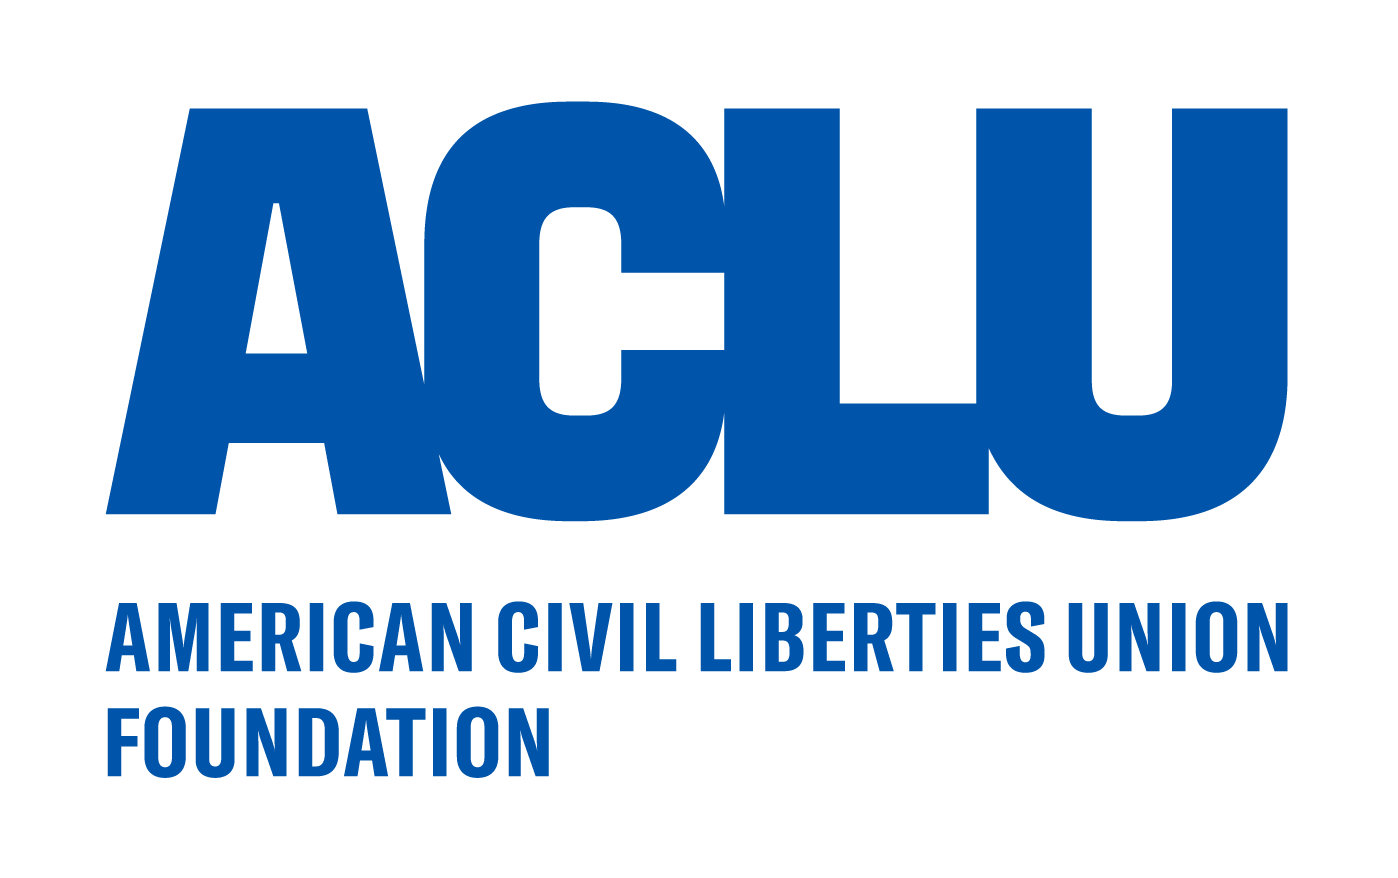 ACLU
AMERICAN CIVIL LIBERTIES UNION
FOUNDATION